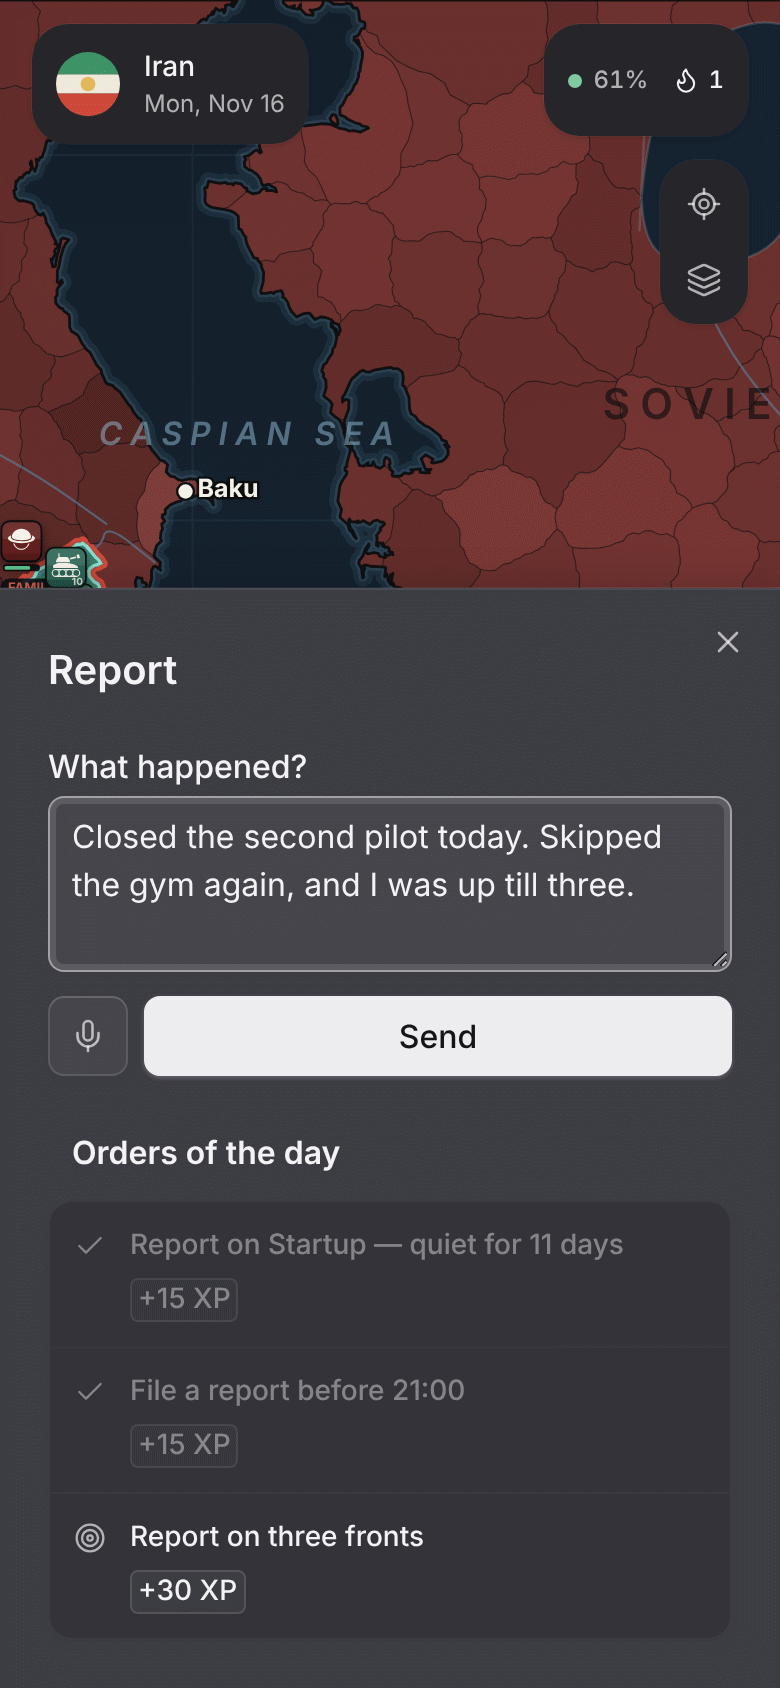 Iran
Mon, Nov 16
61%
1
SOVIE
CASPIAN SEA
Baku
10
FAMI
Report
What happened?
Closed the second pilot today. Skipped
the gym again, and I was up till three.
Send
Orders of the day
Report on Startup — quiet for 11 days
+15 XP
File a report before 21:00
+15 XP
Report on three fronts
+30 XP